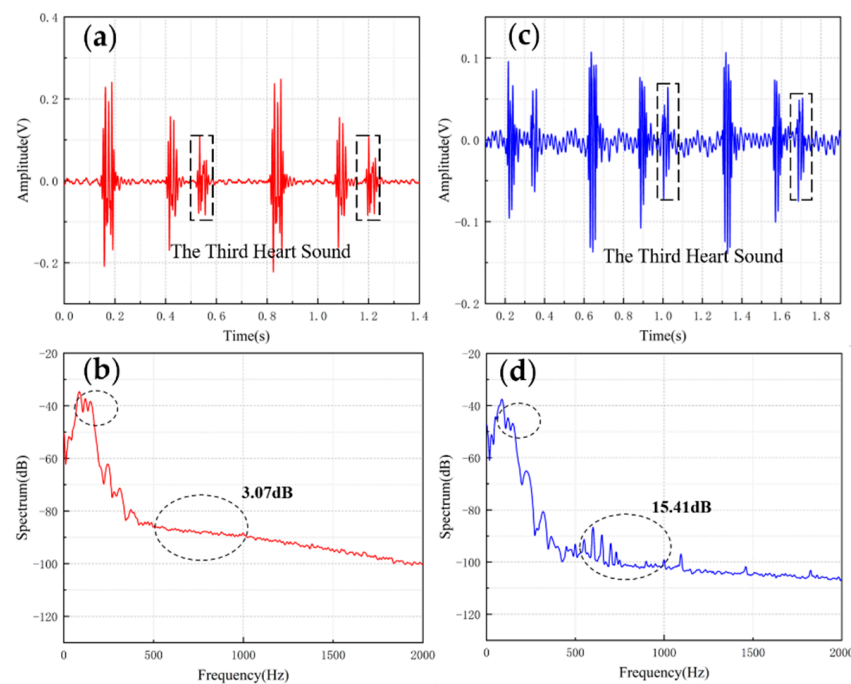 (a)
0.4
0.2
0.0
-0.2
Amplitude(V)
The Third Heart Sound
0.0 0.2 0.4 0.6 0.8 1.0 1.2 1.4
Time(s)
(c)
0.1
0.0
-0.1
-0.2
Amplitude(V)
The Third Heart Sound
0.2 0.4 0.6 0.8 1.0 1.2 1.4 1.6 1.8
Time(s)
(b)
-20
-40
-60
-80
-100
-120
Spectrum(dB)
3.07dB
0 500 1000 1500 2000
Frequency(Hz)
(d)
-20
-40
-60
-80
-100
-120
Spectrum(dB)
15.41dB
0 500 1000 1500 2000
Frequency(Hz)